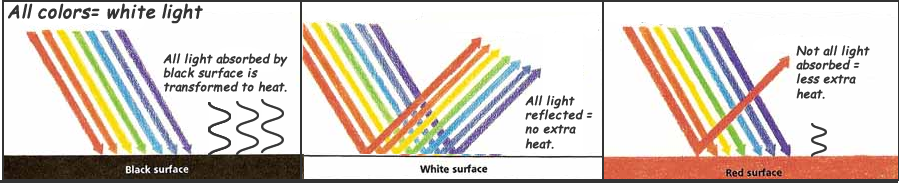 All colors= white light
All light absorbed by
black surface is
transformed to heat.
Black surface
All light
reflected =
no extra
heat.
White surface
Not all light
absorbed =
less extra
heat.
Red surface